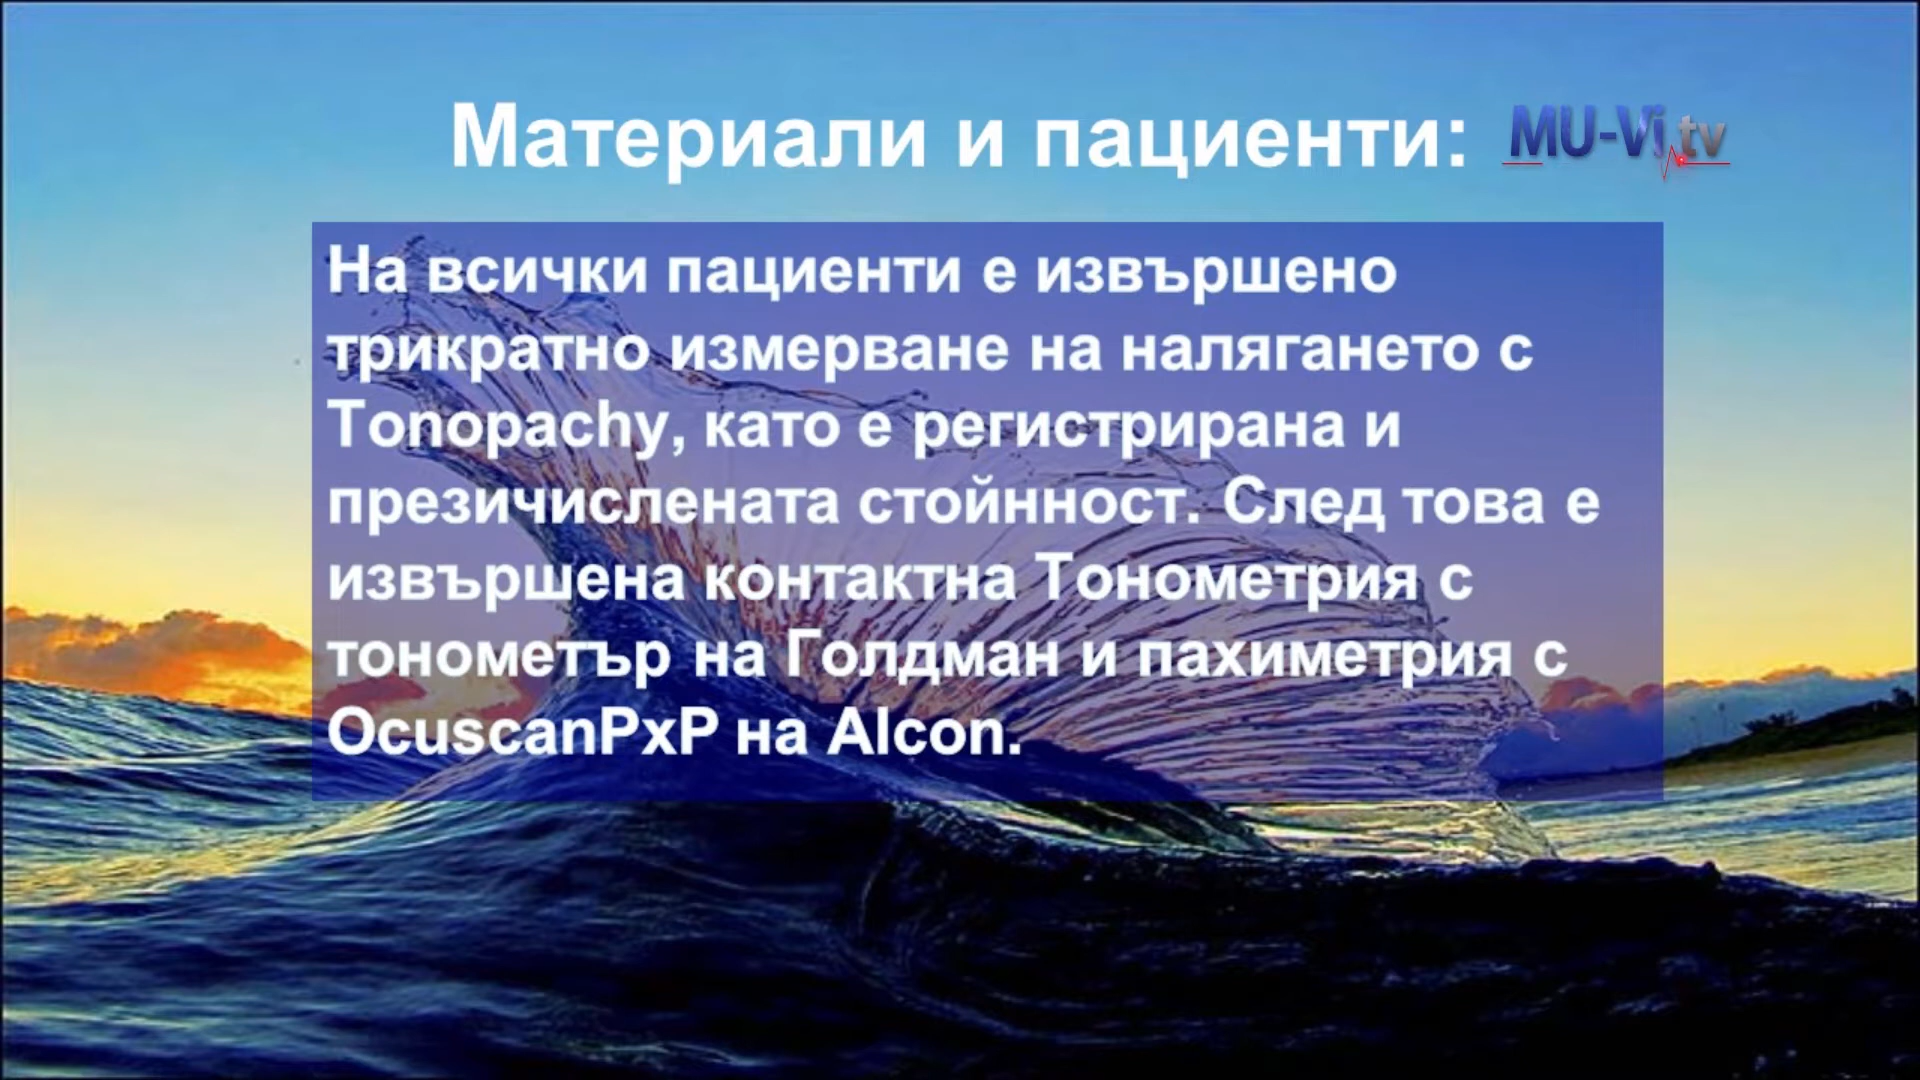 Материали и пациенти:
MU-Vi.tv
На всички пациенти е извършено
трикратно измерване на налягането с
Tonopachy, като е регистрирана и
презичислената стойнност. След това е
извършена контактна Тонометрия с
тонометър на Голдман и пахиметрия с
OcuscanPxP на Alcon.